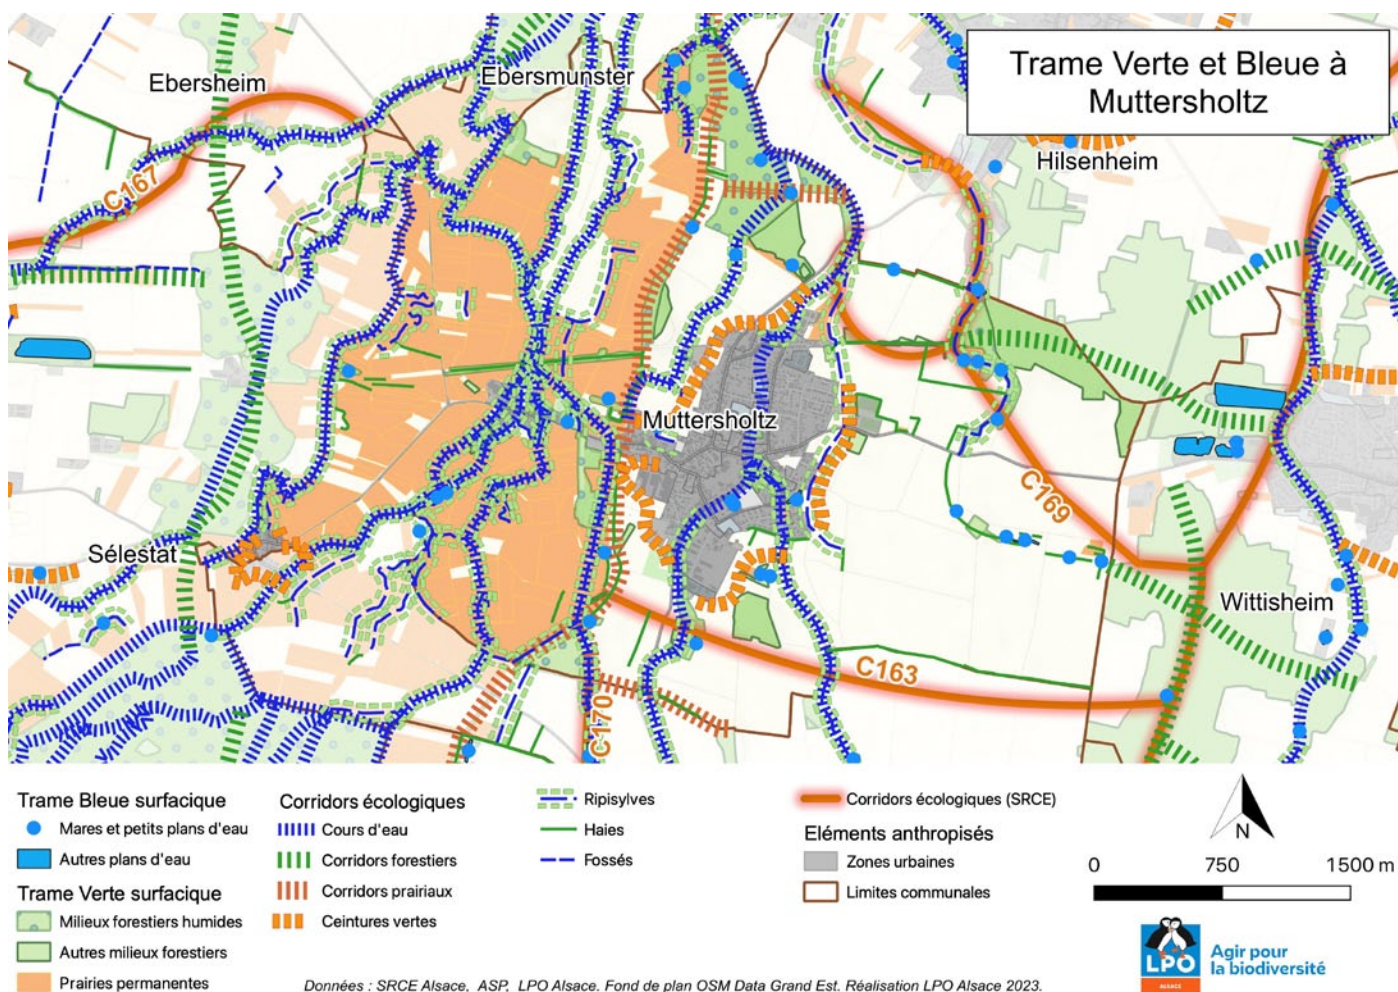 Trame Verte et Bleue à
Muttersholtz
Ebersheim
Ebersmunster
Hilsenheim
C167
Muttersholtz
C169
Sélestat
Wittisheim
C163
C170
Trame Bleue surfacique
Mares et petits plans d'eau
Autres plans d'eau
Trame Verte surfacique
Milieux forestiers humides
Autres milieux forestiers
Prairies permanentes
Corridors écologiques
Cours d'eau
Corridors forestiers
Corridors prairiaux
Ceintures vertes
Ripisylves
Haies
Fossés
Corridors écologiques (SRCE)
Eléments anthropisés
Zones urbaines
Limites communales
N
0 750 1500 m
LPO
ALSACE
Agir pour
la biodiversité
Données : SRCE Alsace, ASP, LPO Alsace. Fond de plan OSM Data Grand Est. Réalisation LPO Alsace 2023.